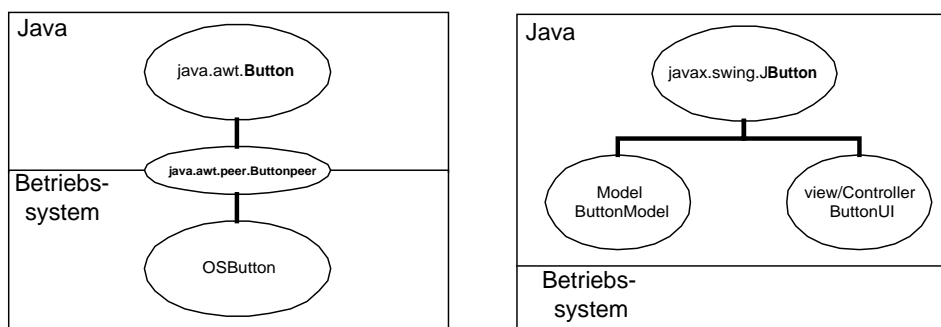 Java
java.awt.Button
java.awt.peer.Buttonpeer
Betriebs-
system
OSButton
Java
javax.swing.JButton
Model
ButtonModel
view/Controller
ButtonUI
Betriebs-
system